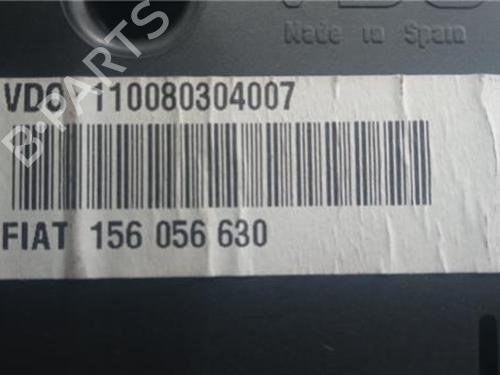 Made in Spain
VDO 110080304007
FIAT 156 056 630
B-PARTS